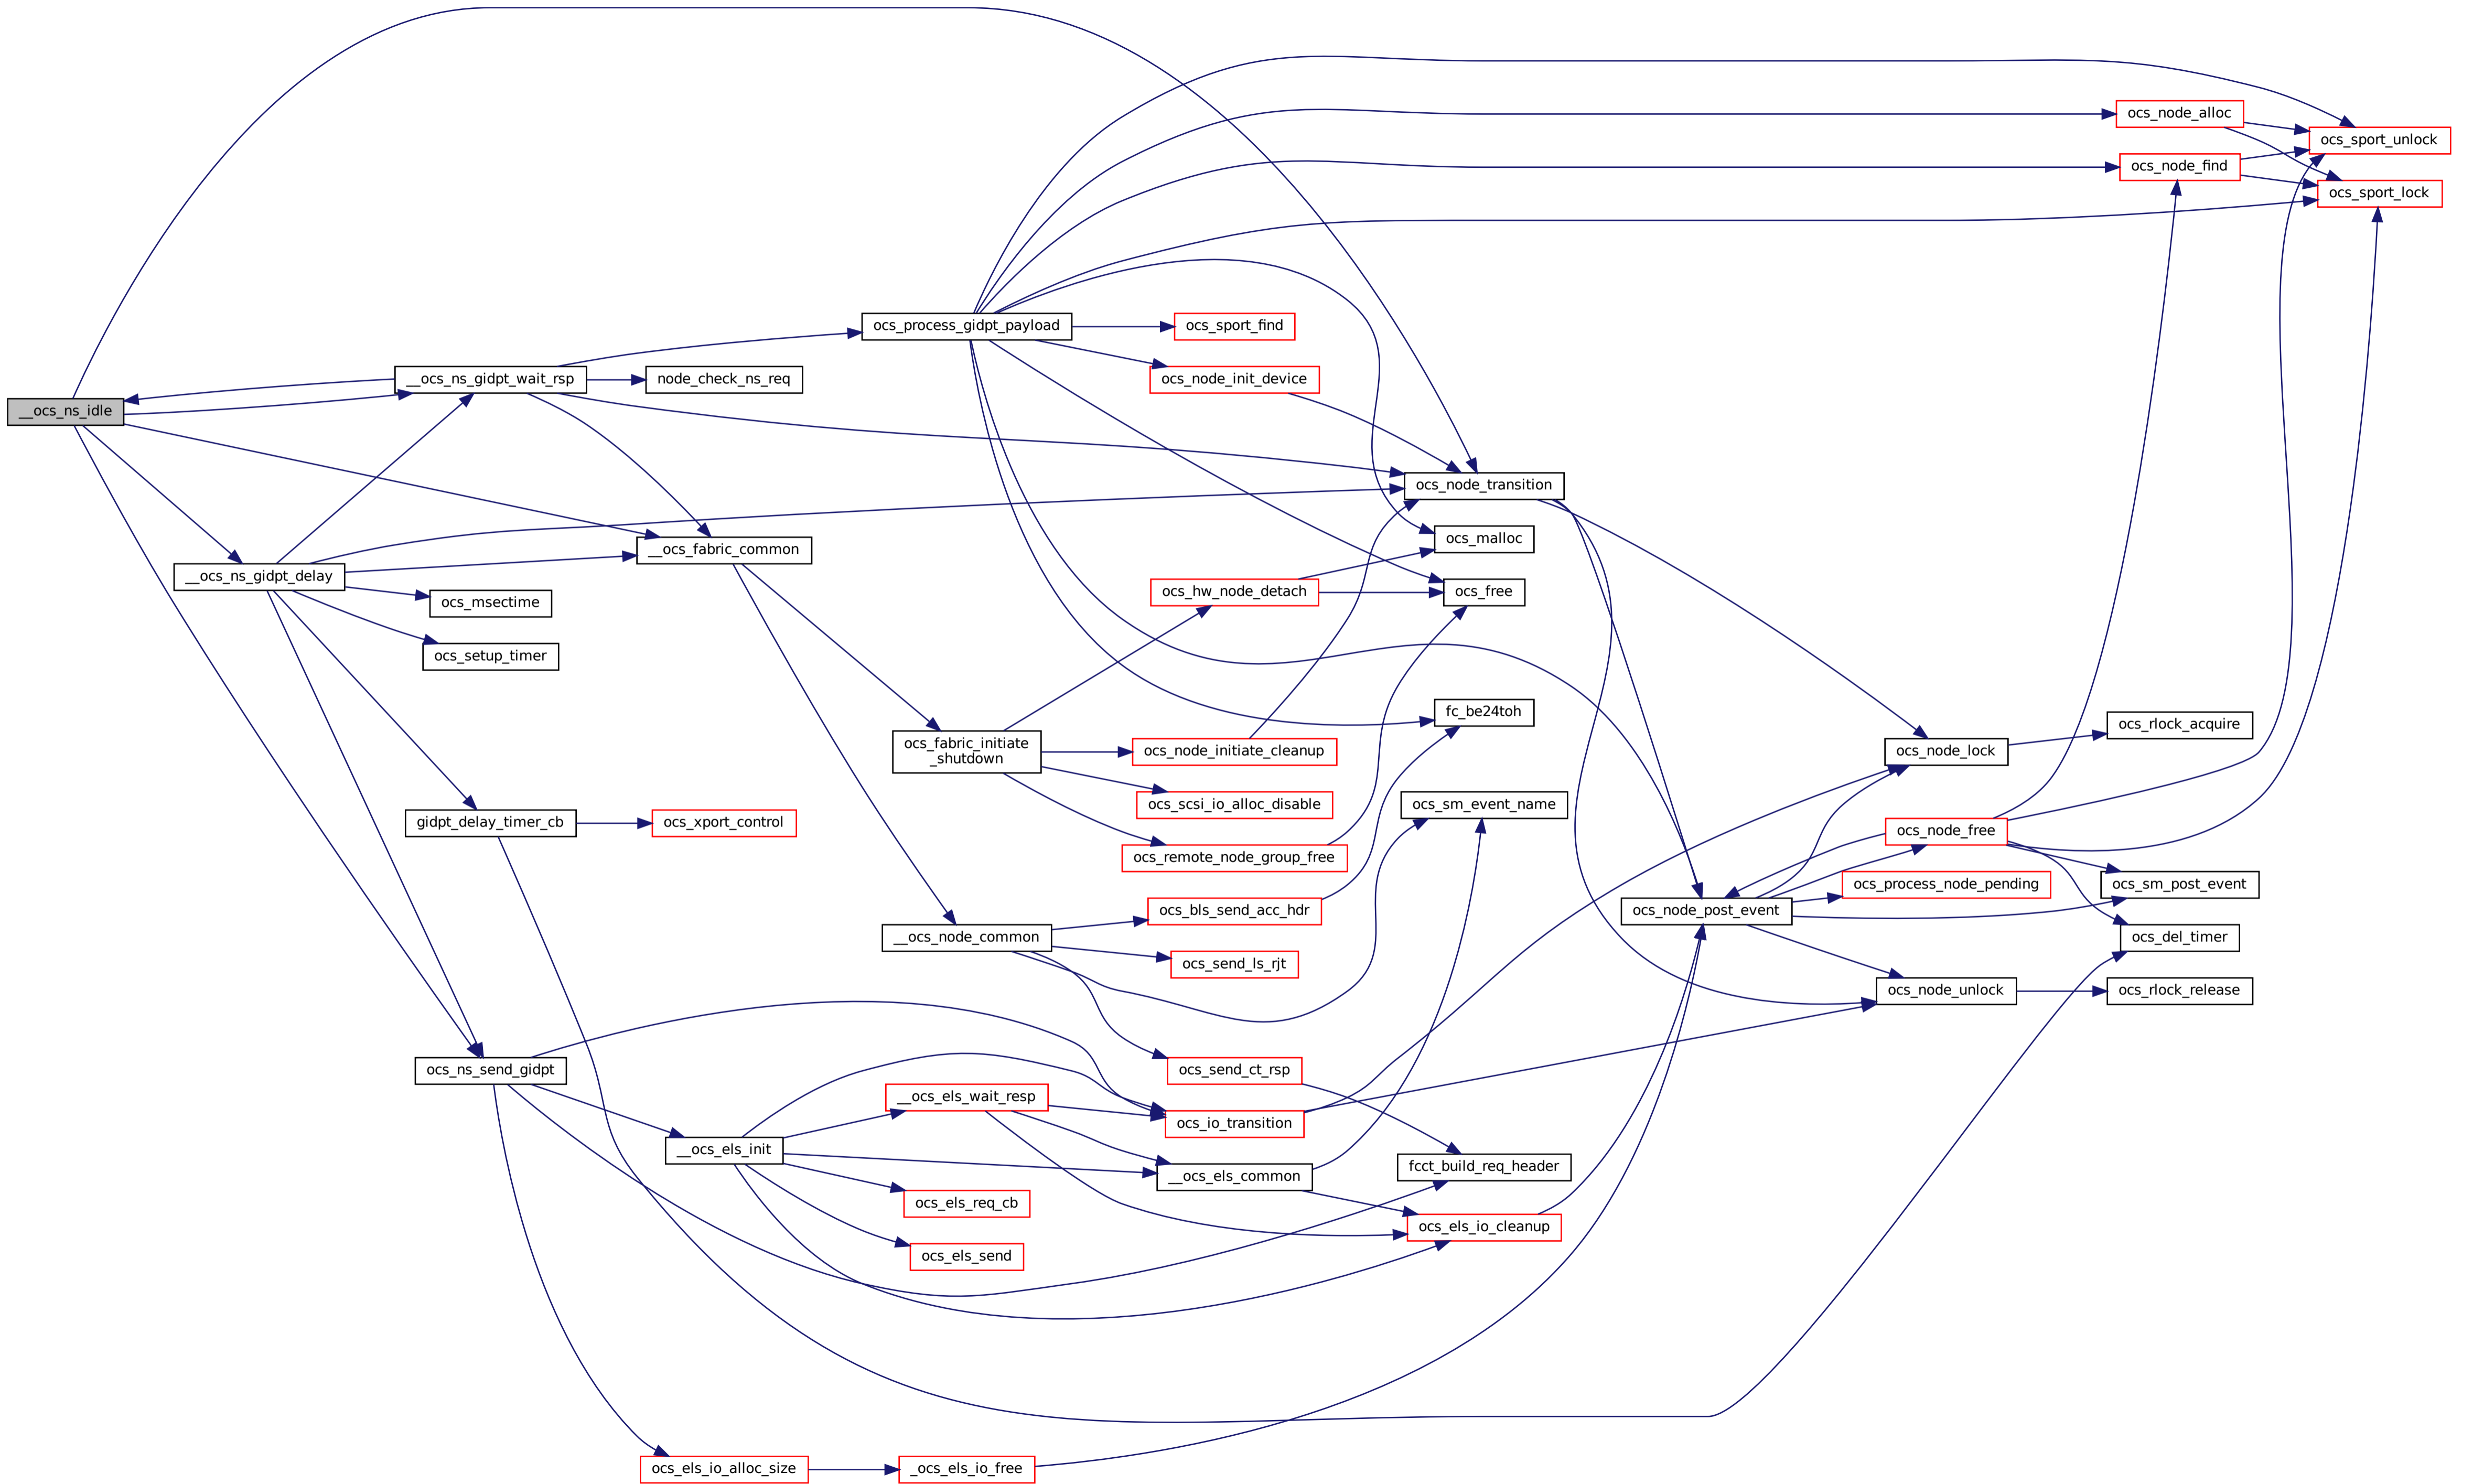 __ocs_ns_idle
__ocs_ns_gidpt_delay
__ocs_ns_gidpt_wait_rsp
ocs_msectime
ocs_setup_timer
gidpt_delay_timer_cb
ocs_ns_send_gidpt
node_check_ns_req
__ocs_fabric_common
ocs_xport_control
__ocs_els_init
ocs_els_io_alloc_size
ocs_process_gidpt_payload
ocs_fabric_initiate
_shutdown
__ocs_node_common
__ocs_els_wait_resp
ocs_els_req_cb
ocs_els_send
_ocs_els_io_free
ocs_sport_find
ocs_node_init_device
ocs_hw_node_detach
ocs_node_initiate_cleanup
ocs_scsi_io_alloc_disable
ocs_remote_node_group_free
ocs_bls_send_acc_hdr
ocs_send_ls_rjt
ocs_send_ct_rsp
ocs_io_transition
__ocs_els_common
ocs_node_transition
ocs_malloc
ocs_free
fc_be24toh
ocs_sm_event_name
fcct_build_req_header
ocs_els_io_cleanup
ocs_node_post_event
ocs_node_lock
ocs_node_free
ocs_process_node_pending
ocs_node_unlock
ocs_node_alloc
ocs_node_find
ocs_rlock_acquire
ocs_sm_post_event
ocs_del_timer
ocs_rlock_release
ocs_sport_unlock
ocs_sport_lock